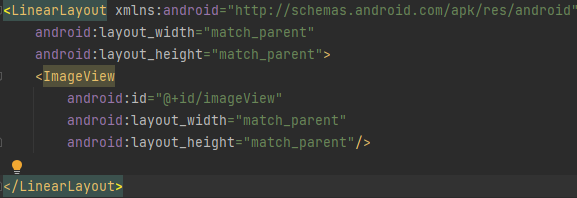 <LinearLayout xmlns:android="http://schemas.android.com/apk/res/android"
    android:layout_width="match_parent"
    android:layout_height="match_parent">
    <ImageView
        android:id="@+id/imageView"
        android:layout_width="match_parent"
        android:layout_height="match_parent"/>
</LinearLayout>